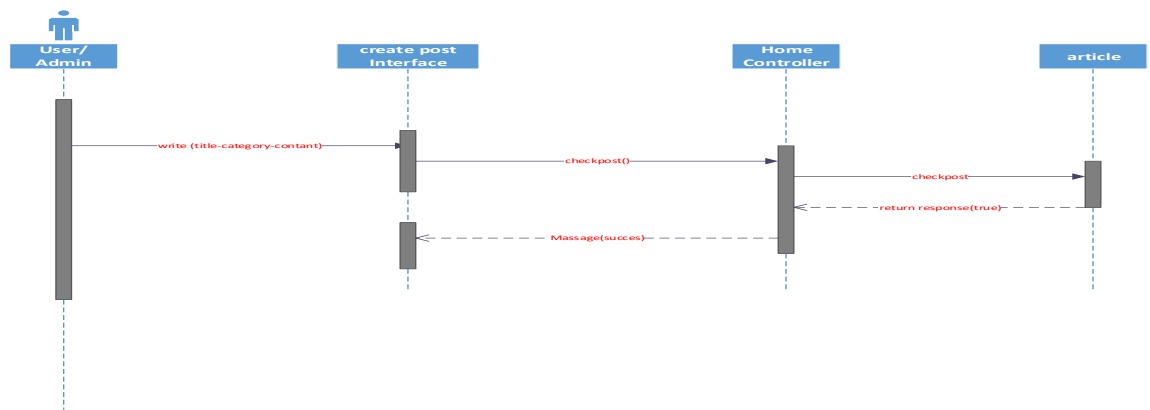 User/
Admin
create post
Interface
Home
Controller
article
write (title-category-contant)
checkpost()
checkpost
return response(true)
Massage(succes)